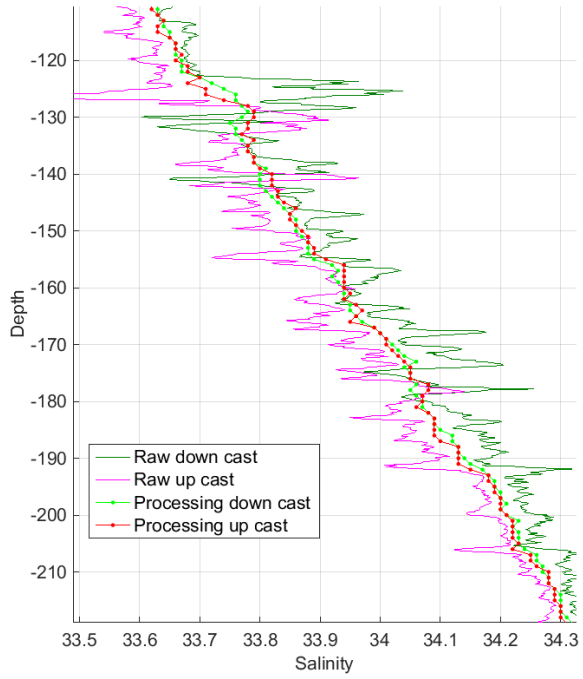 -120
-130
-140
-150
-160
-170
-180
-190
-200
-210
Depth
Raw down cast
Raw up cast
Processing down cast
Processing up cast
33.5 33.6 33.7 33.8 33.9 34 34.1 34.2 34.3
Salinity